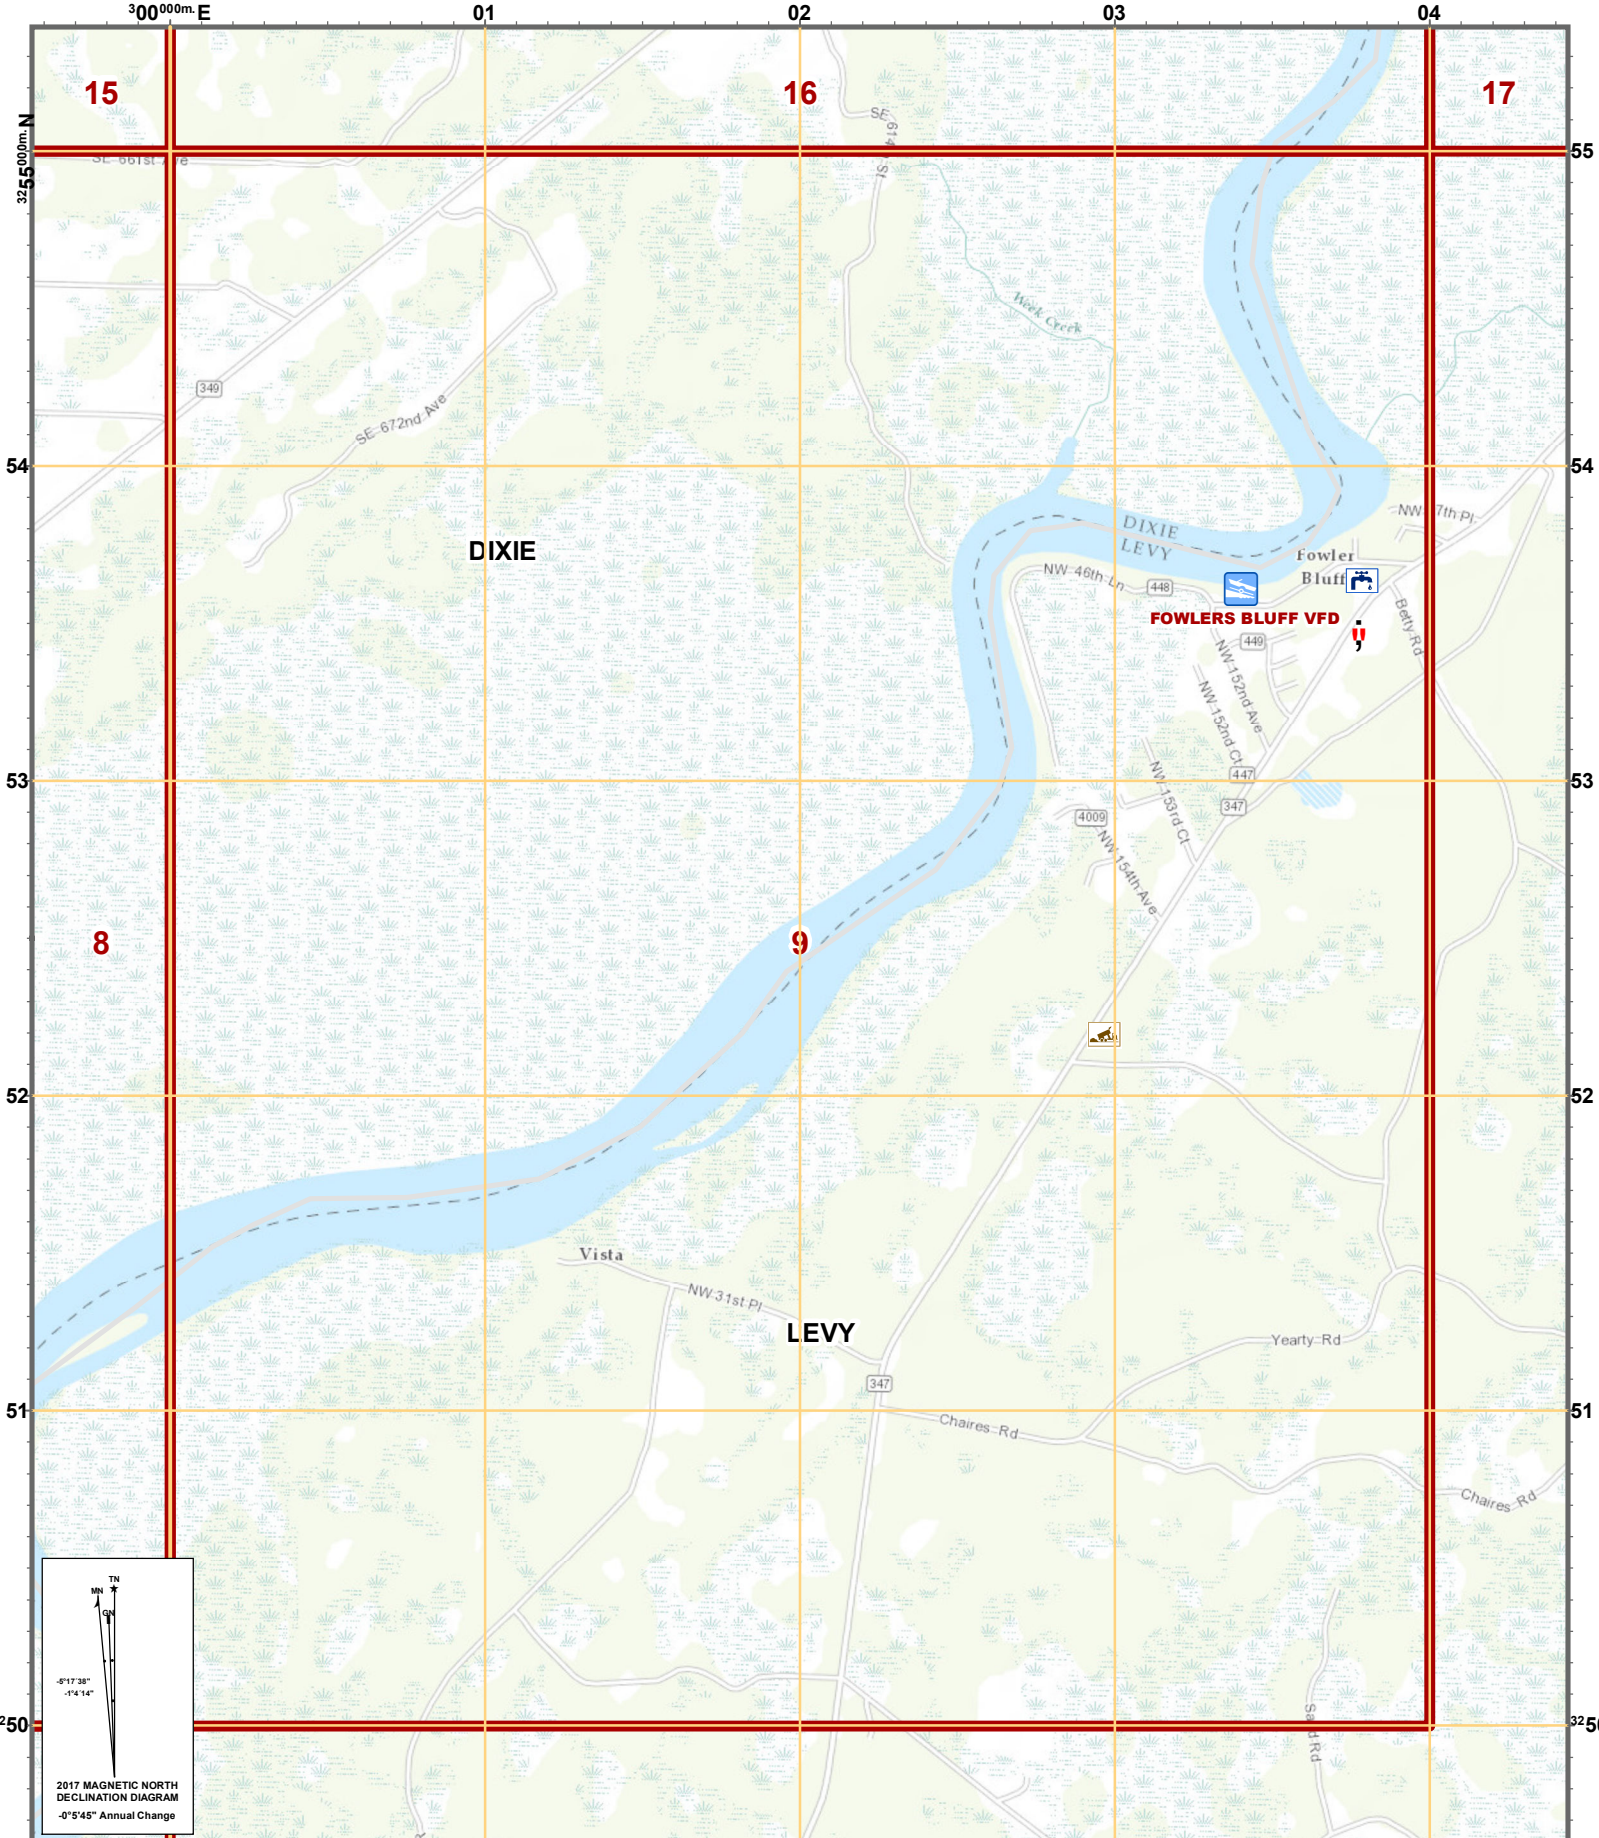 300000m. E 01 02 03 04
15 16 17
3255000m. N
SE 661st Ave
SE 619th St
55
Week Creek
349
SE 672nd Ave
54 54
NW 47th Pl
DIXIE
LEVY
DIXIE
Fowler
Bluff
NW 46th Ln
448
FOWLERS BLUFF VFD
449
Betty Rd
NW 152nd Ave
NW 152nd Ct
447
53 53
NW 153rd Ct
347
4009
NW 154th Ave
8 9
52 52
Vista
NW 31st Pl
LEVY
Yearty Rd
347
51 51
Chaires Rd
Chaires Rd
TN
MN
GN
-5°17'38"
-1°4'14"
50
Sand Rd
2017 MAGNETIC NORTH
DECLINATION DIAGRAM
-0°5'45" Annual Change